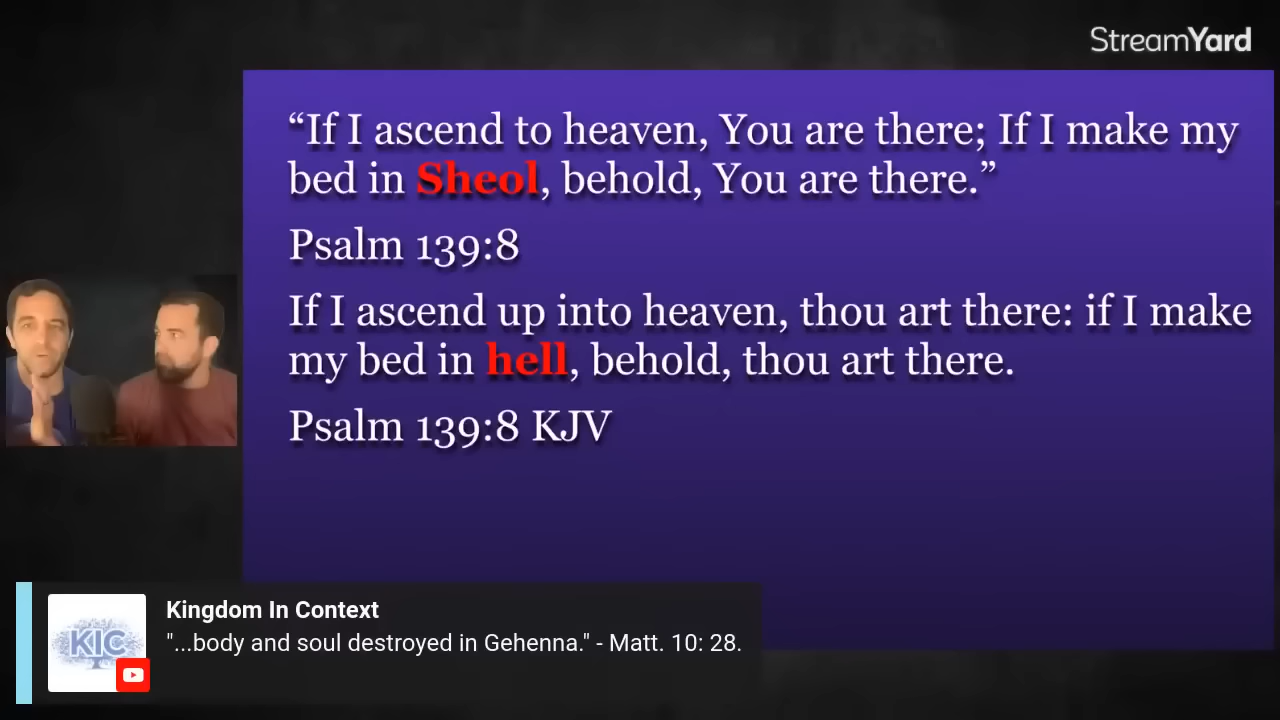 StreamYard
“If I ascend to heaven, You are there; If I make my
bed in Sheol, behold, You are there.”
Psalm 139:8
If I ascend up into heaven, thou art there: if I make
my bed in hell, behold, thou art there.
Psalm 139:8 KJV
KIC
Kingdom In Context
"...body and soul destroyed in Gehenna." - Matt. 10: 28.